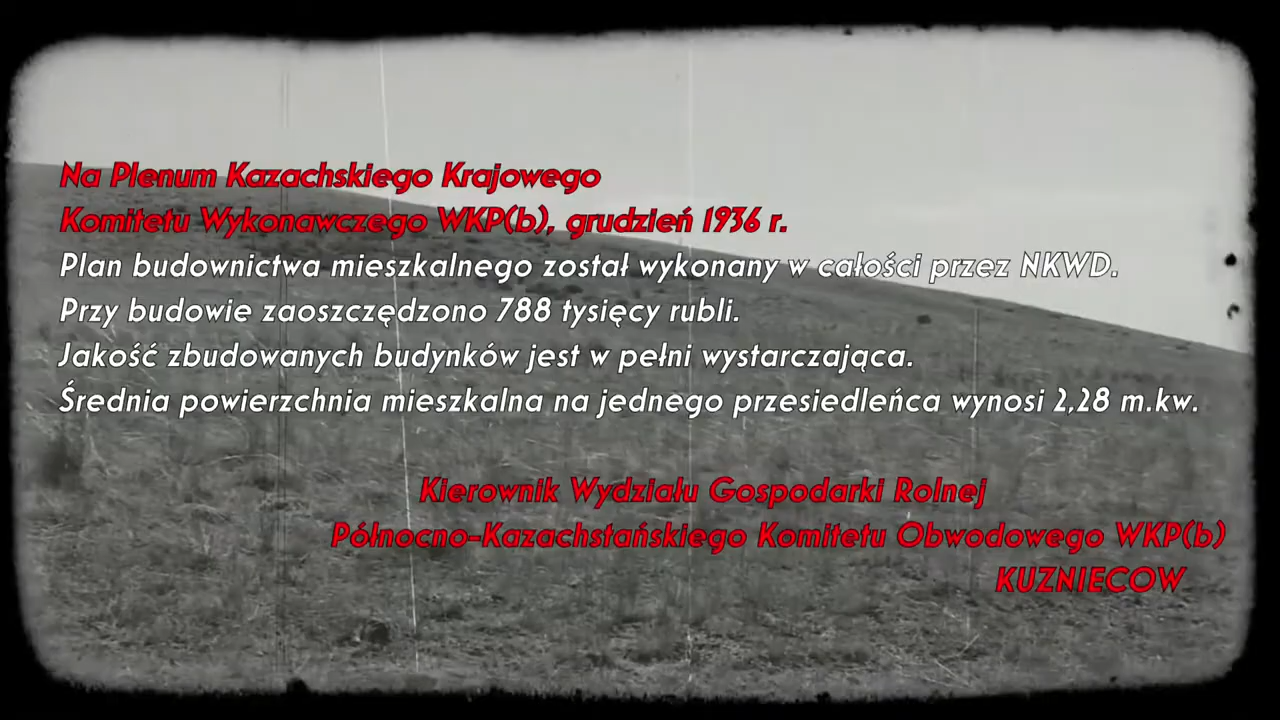 Na Plenum Kazachskiego Krajowego
Komitetu Wykonawczego WKP(b), grudzień 1936 r.
Plan budownictwa mieszkalnego został wykonany w całości przez NKWD.
Przy budowie zaoszczędzono 788 tysięcy rubli.
Jakość zbudowanych budynków jest w pełni wystarczająca.
Średnia powierzchnia mieszkalna na jednego przesiedleńca wynosi 2,28 m.kw.
Kierownik Wydziału Gospodarki Rolnej
Północno-Kazachstańskiego Komitetu Obwodowego WKP(b)
KUZNIECOW